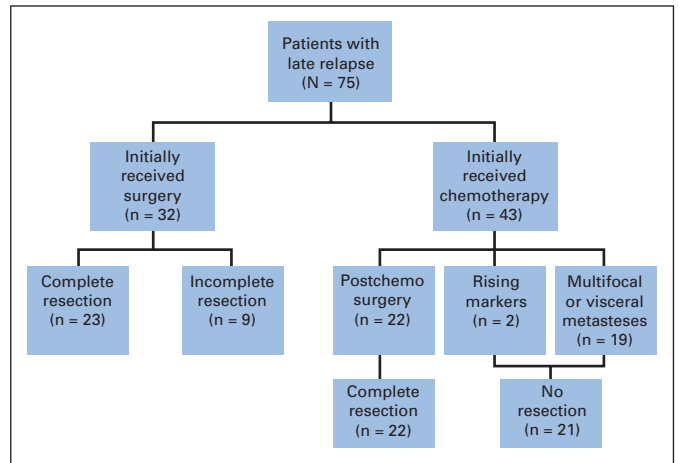 Patients with
late relapse
(N = 75)
Initially
received
surgery
(n = 32)
Initially
received
chemotherapy
(n = 43)
Complete
resection
(n = 23)
Incomplete
resection
(n = 9)
Postchemo
surgery
(n = 22)
Rising
markers
(n = 2)
Multifocal
or visceral
metasteses
(n = 19)
Complete
resection
(n = 22)
No
resection
(n = 21)